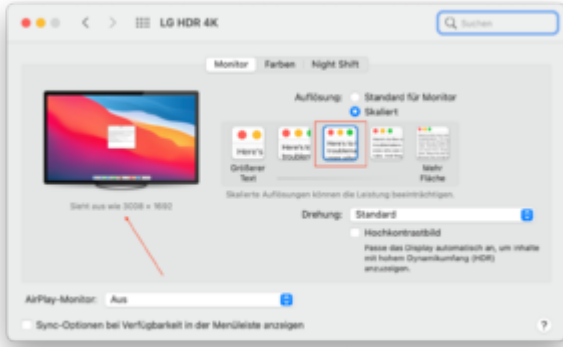 LG HDR 4K
Suchen
Monitor Farben Night Shift
Auflösung: Standard für Monitor
Skaliert
Here's
Größerer Text
Mehr Fläche
Skalierte Auflösungen können die Leistung beeinträchtigen.
Sieht aus wie 3008 × 1692
Drehung: Standard
Hochkontrastbild
Passe das Display automatisch an, um Inhalte
mit hohem Dynamikumfang (HDR)
anzuzeigen.
AirPlay-Monitor: Aus
Sync-Optionen bei Verfügbarkeit in der Menüleiste anzeigen
?